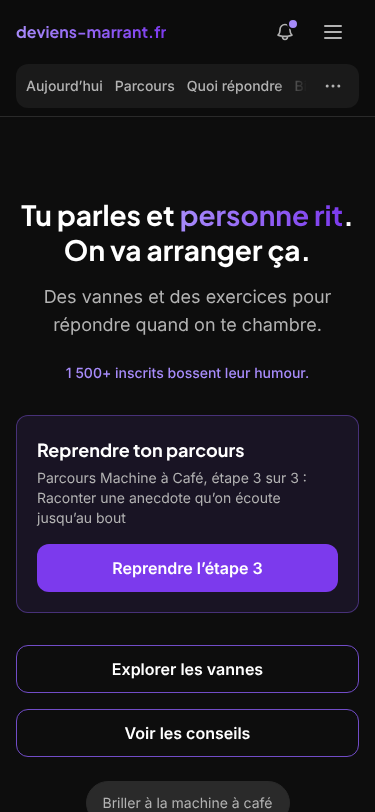 deviens-marrant.fr
Aujourd’hui Parcours Quoi répondre
Tu parles et personne rit.
On va arranger ça.
Des vannes et des exercices pour
répondre quand on te chambre.
1 500+ inscrits bossent leur humour.
Reprendre ton parcours
Parcours Machine à Café, étape 3 sur 3 :
Raconter une anecdote qu’on écoute
jusqu’au bout
Reprendre l’étape 3
Explorer les vannes
Voir les conseils
Briller à la machine à café